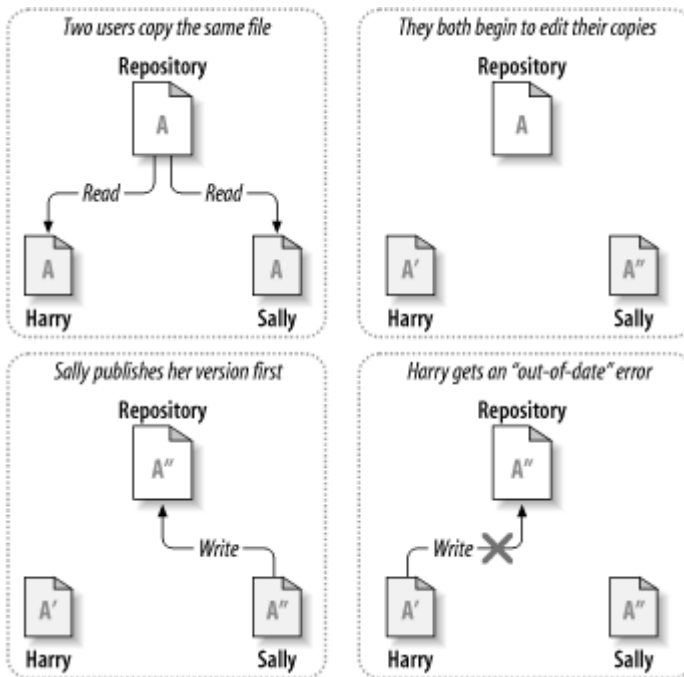 Two users copy the same file
Repository
A
Read
Read
A
A
Harry
Sally
They both begin to edit their copies
Repository
A
A'
A"
Harry
Sally
Sally publishes her version first
Repository
A"
Write
A'
A"
Harry
Sally
Harry gets an “out-of-date” error
Repository
A"
Write
A'
A"
Harry
Sally